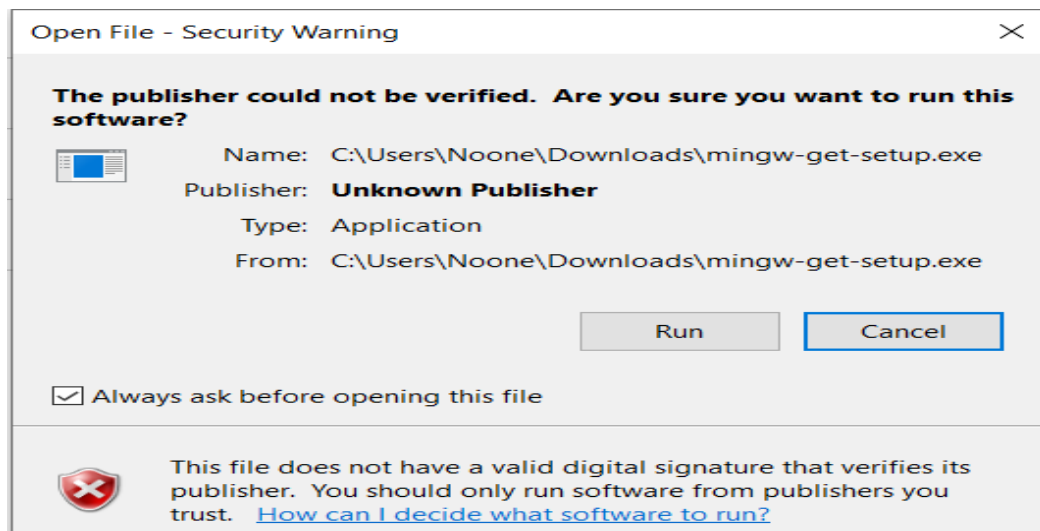 Open File - Security Warning
The publisher could not be verified.  Are you sure you want to run this
software?
Name: C:\Users\Noone\Downloads\mingw-get-setup.exe
Publisher: Unknown Publisher
Type: Application
From: C:\Users\Noone\Downloads\mingw-get-setup.exe
Run Cancel
Always ask before opening this file
This file does not have a valid digital signature that verifies its
publisher.  You should only run software from publishers you
trust.  How can I decide what software to run?